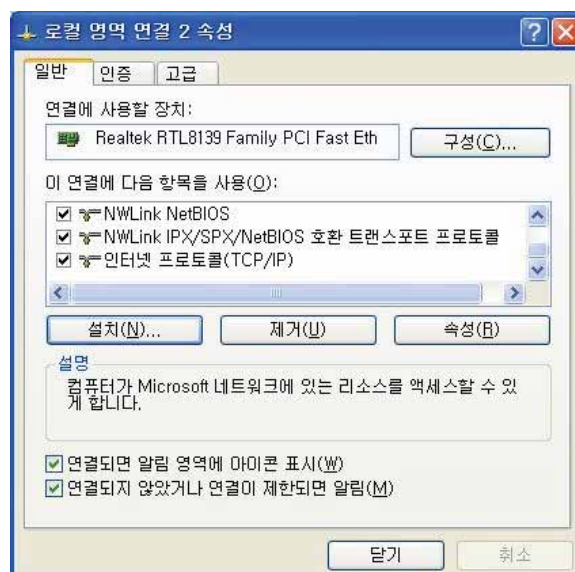 로컬 영역 연결 2 속성
일반 인증 고급
연결에 사용할 장치:
Realtek RTL8139 Family PCI Fast Eth
구성(C)...
이 연결에 다음 항목을 사용(O):
NWLink NetBIOS
NWLink IPX/SPX/NetBIOS 호환 트랜스포트 프로토콜
인터넷 프로토콜(TCP/IP)
설치(N)... 제거(U) 속성(R)
설명
컴퓨터가 Microsoft 네트워크에 있는 리소스를 액세스할 수 있
게 합니다.
연결되면 알림 영역에 아이콘 표시(W)
연결되지 않았거나 연결이 제한되면 알림(M)
닫기 취소